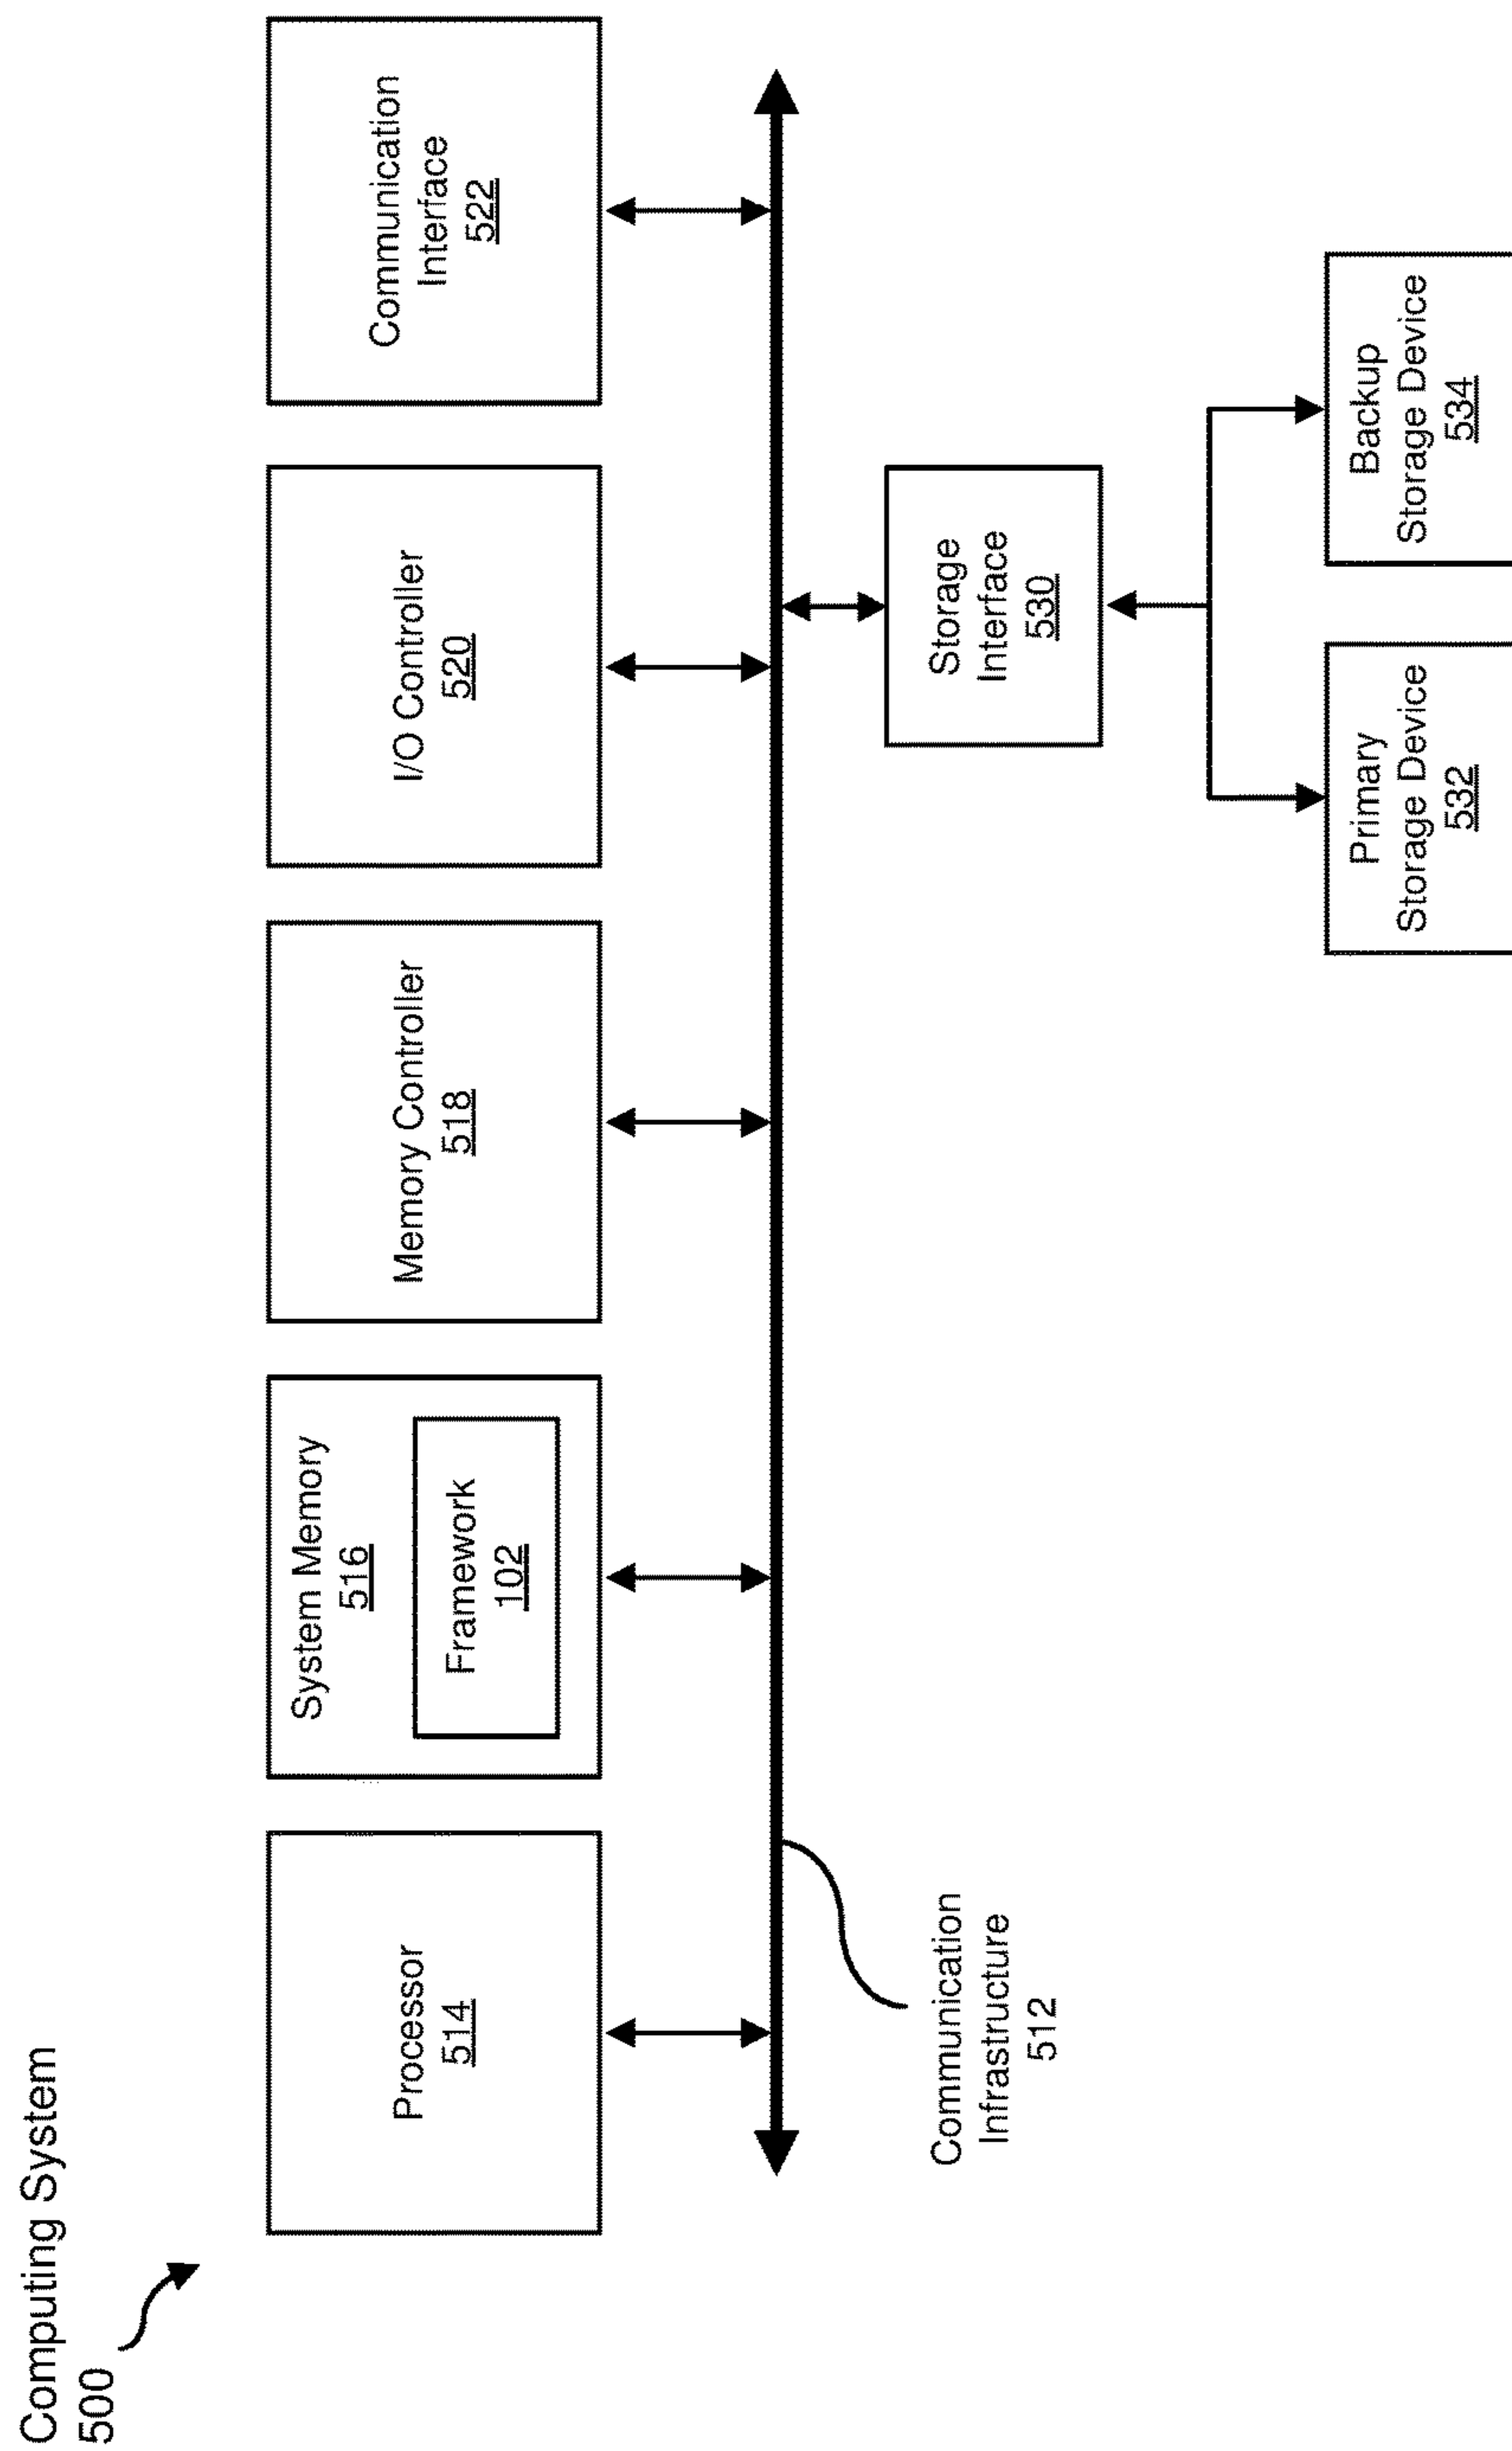 Computing System
500
Processor
514
System Memory
516
Framework
102
Memory Controller
518
I/O Controller
520
Communication
Interface
522
Communication
Infrastructure
512
Storage
Interface
530
Primary
Storage Device
532
Backup
Storage Device
534